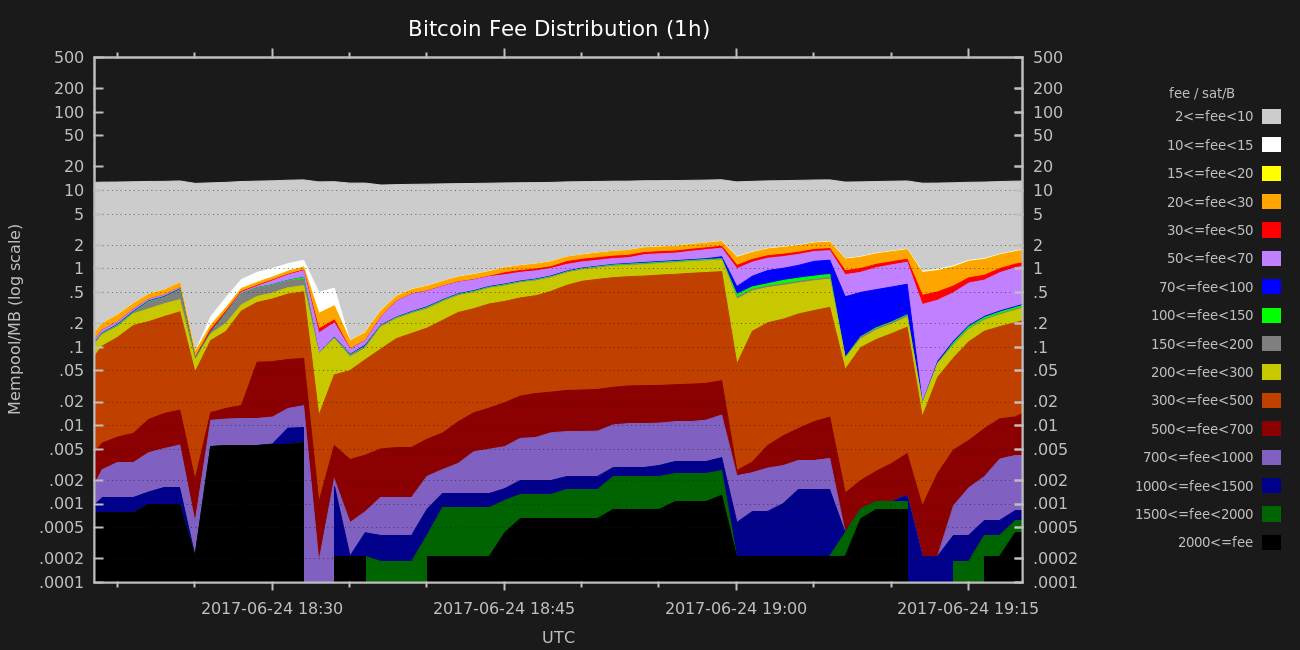 Bitcoin Fee Distribution (1h)
500
200
100
50
20
10
5
2
1
.5
.2
.1
.05
.02
.01
.005
.002
.001
.0005
.0002
.0001
Mempool/MB (log scale)
500
200
100
50
20
10
5
2
1
.5
.2
.1
.05
.02
.01
.005
.002
.001
.0005
.0002
.0001
2017-06-24 18:30
2017-06-24 18:45
2017-06-24 19:00
2017-06-24 19:15
UTC
fee / sat/B
2<=fee<10
10<=fee<15
15<=fee<20
20<=fee<30
30<=fee<50
50<=fee<70
70<=fee<100
100<=fee<150
150<=fee<200
200<=fee<300
300<=fee<500
500<=fee<700
700<=fee<1000
1000<=fee<1500
1500<=fee<2000
2000<=fee